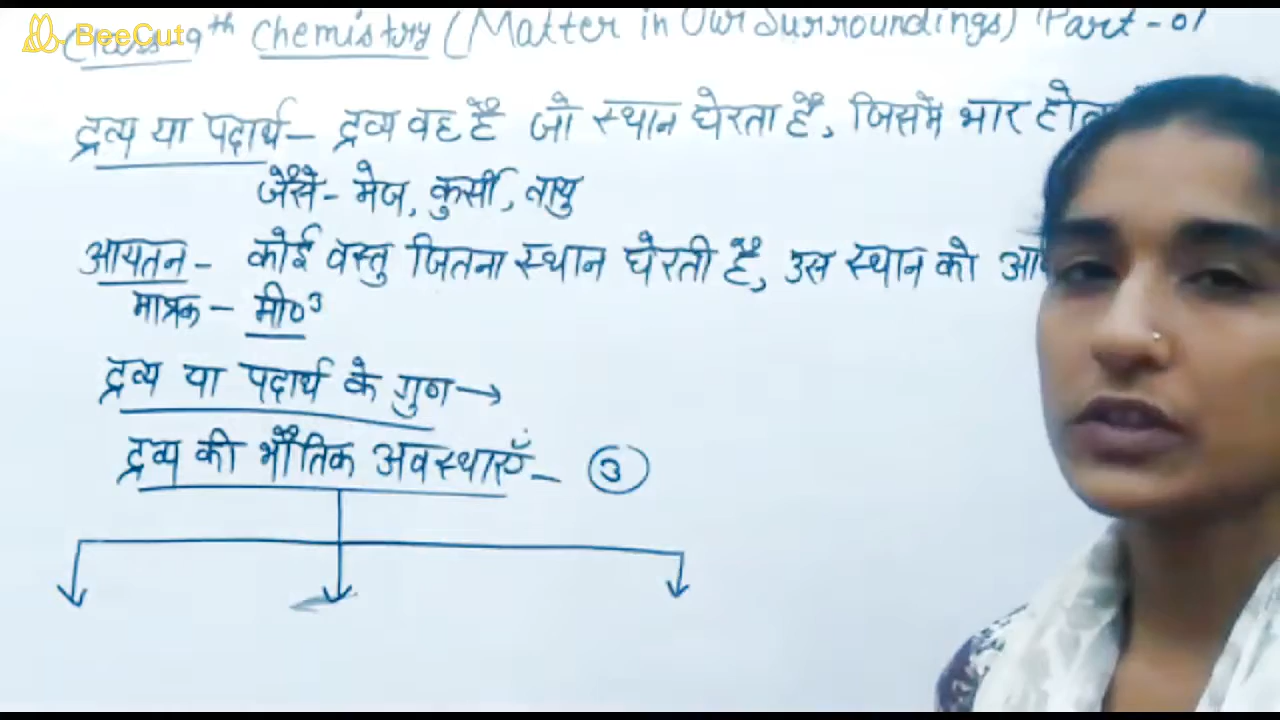 BeeCut
Class-9th Chemistry (Matter in Our Surroundings) Part-01
द्रव्य या पदार्थ – द्रव्य वह है जो स्थान घेरता है, जिसमें भार
जैसे- मेज, कुर्सी, वायु
आयतन - कोई वस्तु जितना स्थान घेरती है, उस स्थान को
मात्रक - मी०³
द्रव्य या पदार्थ के गुण →
द्रव्य की भौतिक अवस्थाएँ - 3